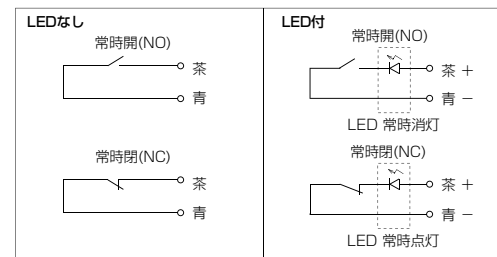 LEDなし
常時開(NO)
茶
青
常時閉(NC)
茶
青
LED付
常時開(NO)
茶 +
青 −
LED 常時消灯
常時閉(NC)
茶 +
青 −
LED 常時点灯